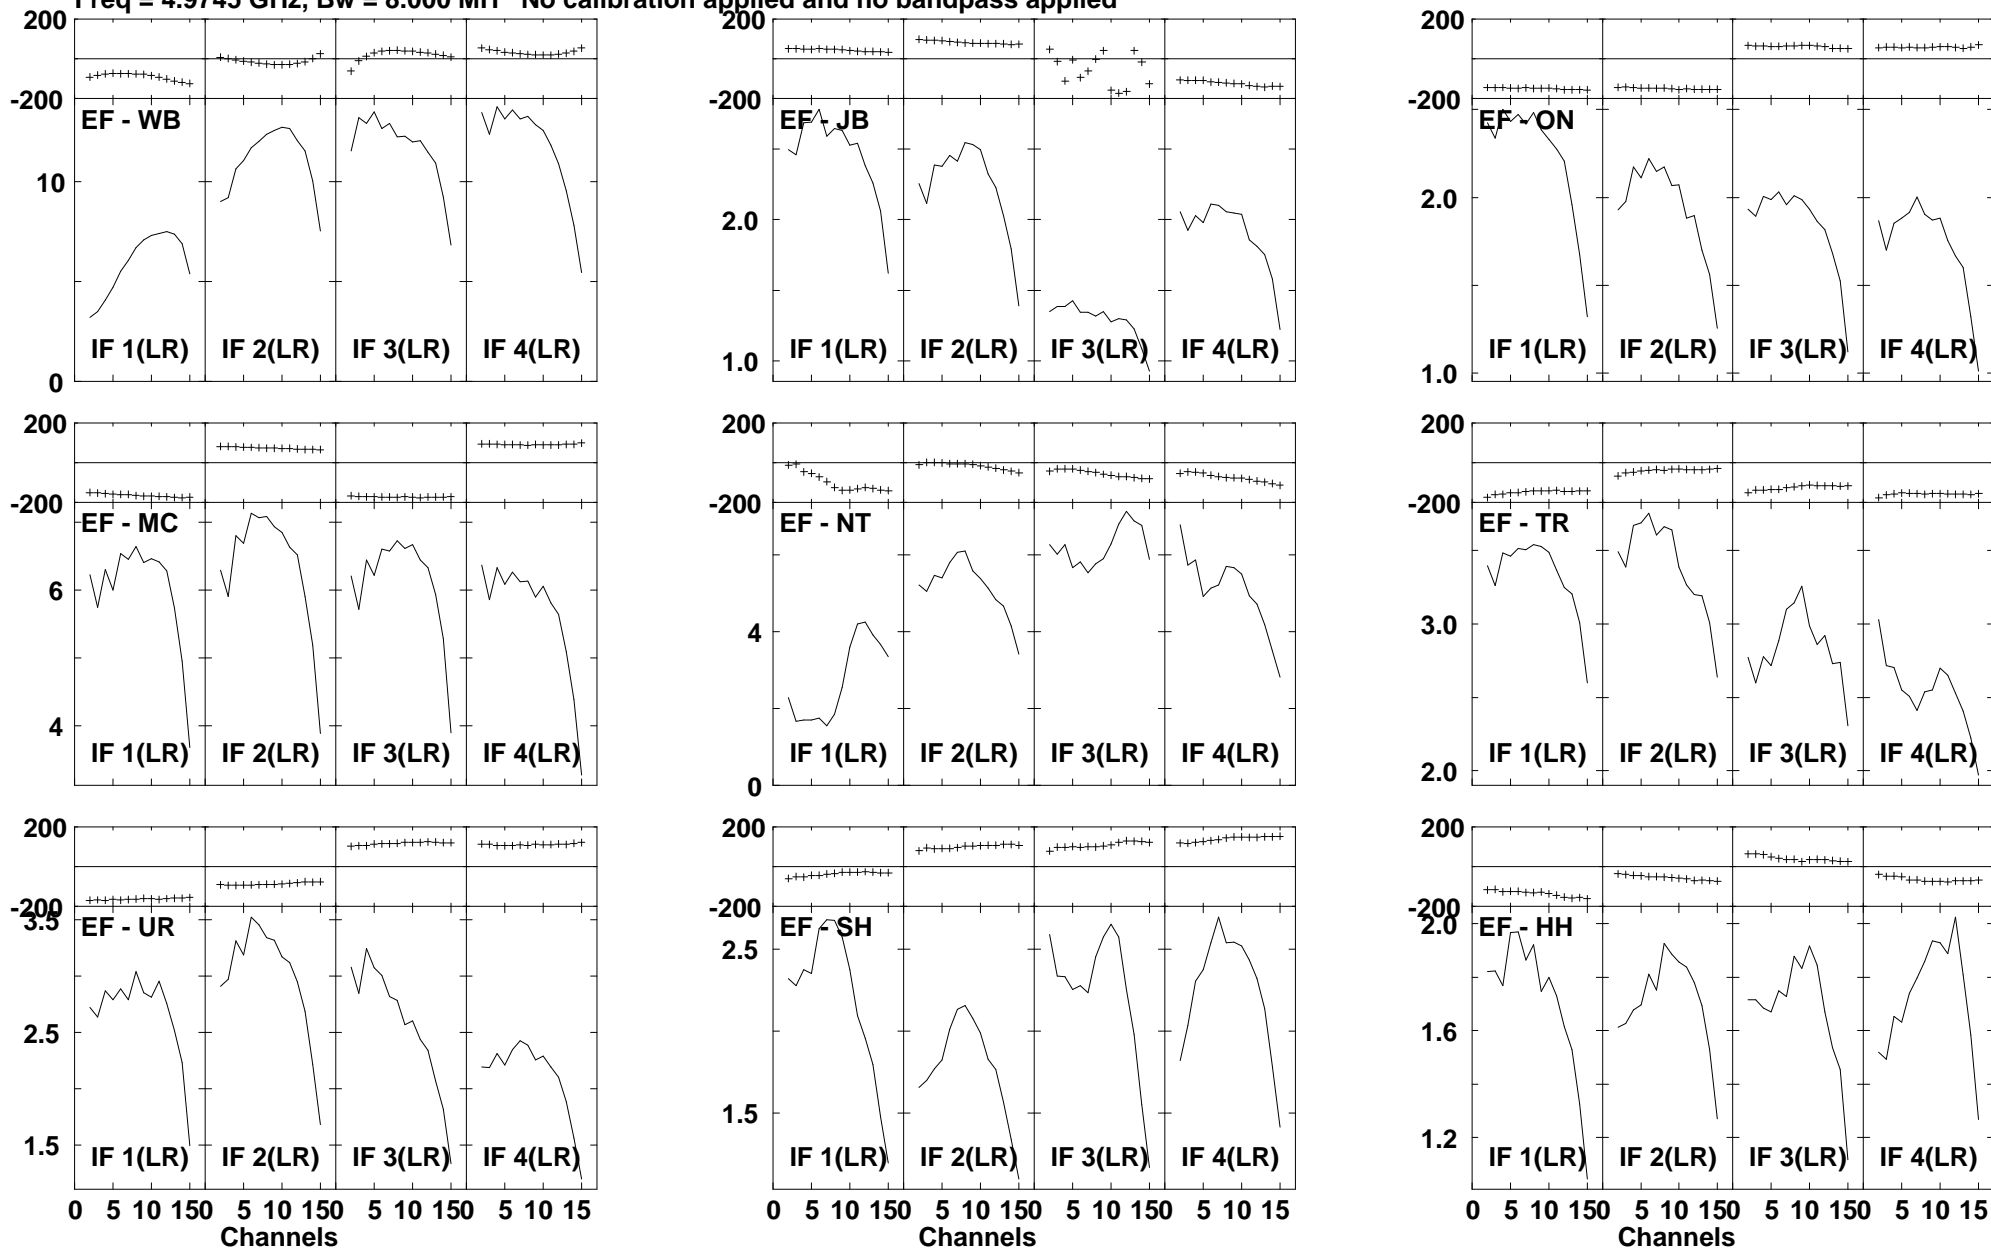 Freq = 4.9745 GHz, Bw = 8.000 MH No calibration applied and no bandpass applied
200 200 200
-200 -200 -200
EF - WB EF - JB EF - ON
10 2.0 2.0
IF 1(LR) IF 2(LR) IF 3(LR) IF 4(LR) IF 1(LR) IF 2(LR) IF 3(LR) IF 4(LR) IF 1(LR) IF 2(LR) IF 3(LR) IF 4(LR)
0 1.0 1.0
200 200 200
-200 -200 -200
EF - MC EF - NT EF - TR
6 4 3.0
4
IF 1(LR) IF 2(LR) IF 3(LR) IF 4(LR) IF 1(LR) IF 2(LR) IF 3(LR) IF 4(LR) IF 1(LR) IF 2(LR) IF 3(LR) IF 4(LR)
0 2.0
200 200 200
-200 -200 -200
3.5 2.0
EF - UR EF - SH EF - HH
2.5 2.5 1.6
1.5 1.5 1.2
IF 1(LR) IF 2(LR) IF 3(LR) IF 4(LR) IF 1(LR) IF 2(LR) IF 3(LR) IF 4(LR) IF 1(LR) IF 2(LR) IF 3(LR) IF 4(LR)
0 5 10 150 5 10 150 5 10 150 5 10 15 0 5 10 150 5 10 150 5 10 150 5 10 15 0 5 10 150 5 10 150 5 10 150 5 10 15
Channels Channels Channels